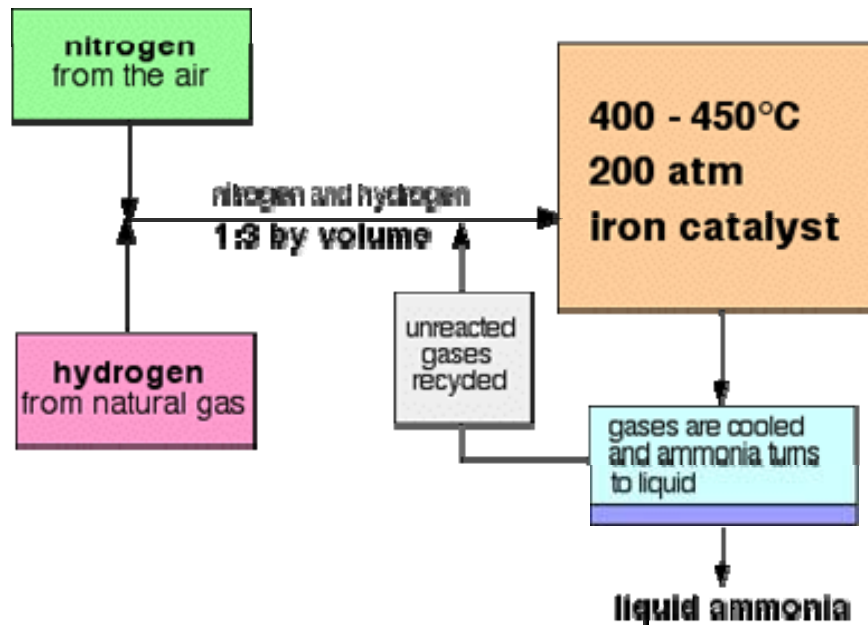 nitrogen
from the air
400 - 450°C
200 atm
iron catalyst
nitrogen and hydrogen
1:3 by volume
hydrogen
from natural gas
unreacted
gases
recycled
gases are cooled
and ammonia turns
to liquid
liquid ammonia